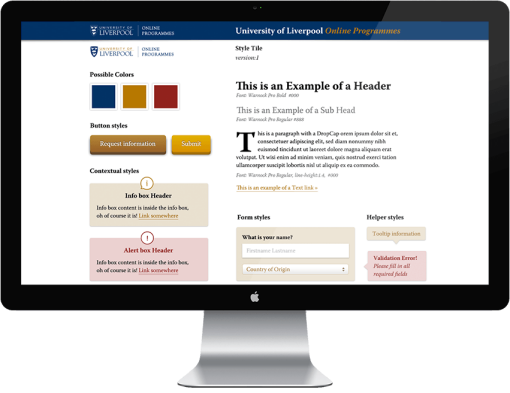 UNIVERSITY OF
LIVERPOOL
ONLINE
PROGRAMMES
University of Liverpool Online Programmes
UNIVERSITY OF
LIVERPOOL
ONLINE
PROGRAMMES
Style Tile
version:1
Possible Colors
This is an Example of a Header
Font: Warnock Pro Bold #000
This is an Example of a Sub Head
Font: Warnock Pro Regular #888
Button styles
Request Information
Submit
This is a paragraph with a DropCap orem ipsum dolor sit et,
consectetuer adipiscing elit, sed diam nonummy nibh
euismod tincidunt ut laoreet dolore magna aliquam erat
volutpat. Ut wisi enim ad minim veniam, quis nostrud exerci tation
ullamcorper suscipit lobortis nisl ut aliquip ex ea commodo.
Font: Warnock Pro Regular, line-height:1.4, #000
This is an example of a Text link »
Contextual styles
i
Info box Header
Info box content is inside the info box,
oh of course it is! Link somewhere
!
Alert box Header
Info box content is inside the info box,
oh of course it is! Link somewhere
Form styles
What is your name?
Firstname Lastname
Country of Origin
Helper styles
Tooltip information
Validation Error!
Please fill in all
required fields